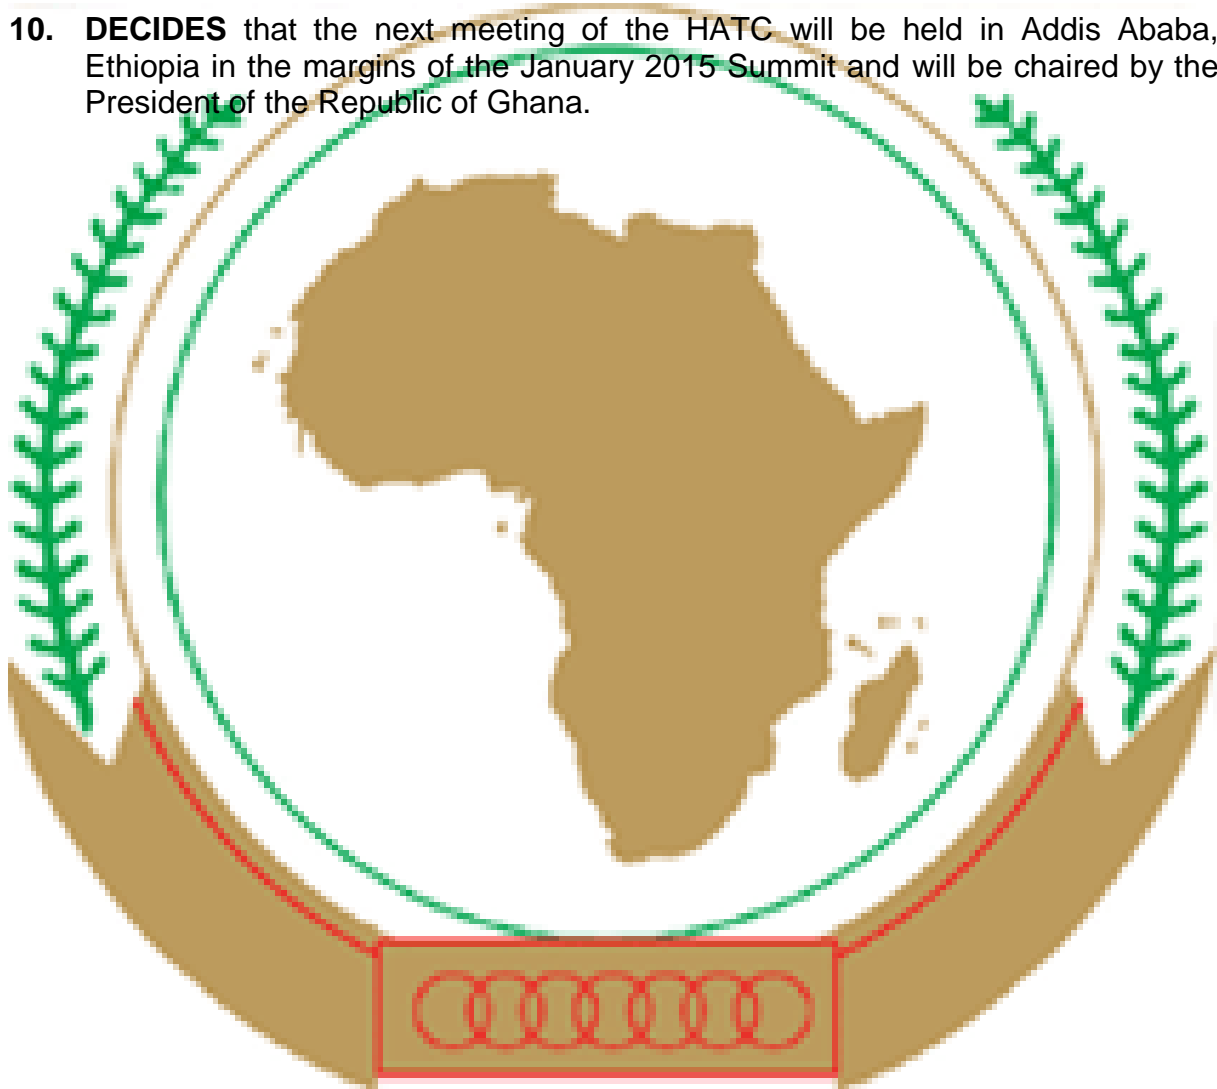 10. DECIDES that the next meeting of the HATC will be held in Addis Ababa,
Ethiopia in the margins of the January 2015 Summit and will be chaired by the
President of the Republic of Ghana.